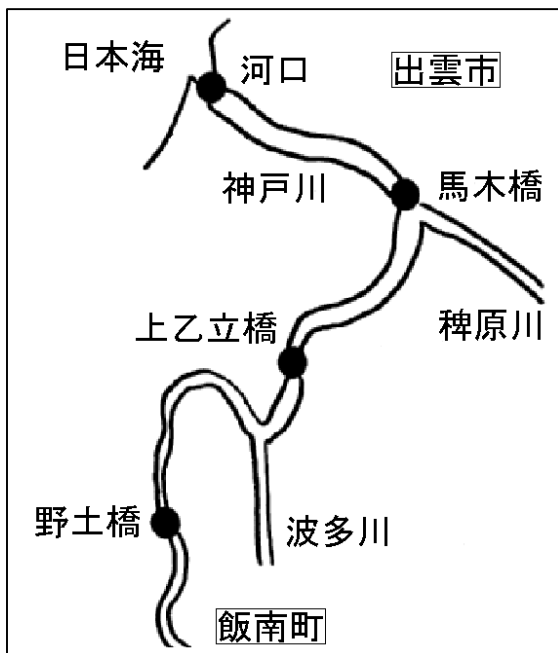 日本海
河口
出雲市
神戸川
馬木橋
稗原川
上乙立橋
野土橋
波多川
飯南町